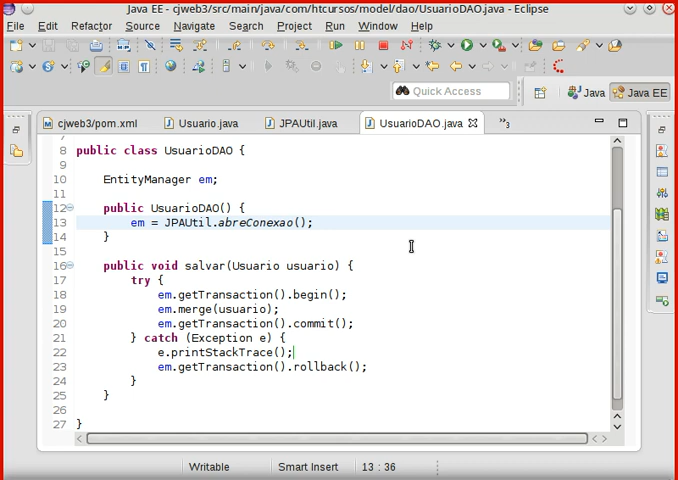 Java EE - cjweb3/src/main/java/com/htcursos/model/dao/UsuarioDAO.java - Eclipse
File Edit Refactor Source Navigate Search Project Run Window Help
Quick Access
Java
Java EE
cjweb3/pom.xml
Usuario.java
JPAUtil.java
UsuarioDAO.java
3
8 public class UsuarioDAO {
9
10 EntityManager em;
11
12 public UsuarioDAO() {
13 em = JPAUtil.abreConexao();
14 }
15
16 public void salvar(Usuario usuario) {
17 try {
18 em.getTransaction().begin();
19 em.merge(usuario);
20 em.getTransaction().commit();
21 } catch (Exception e) {
22 e.printStackTrace();
23 em.getTransaction().rollback();
24 }
25 }
26
27 }
Writable Smart Insert 13 : 36